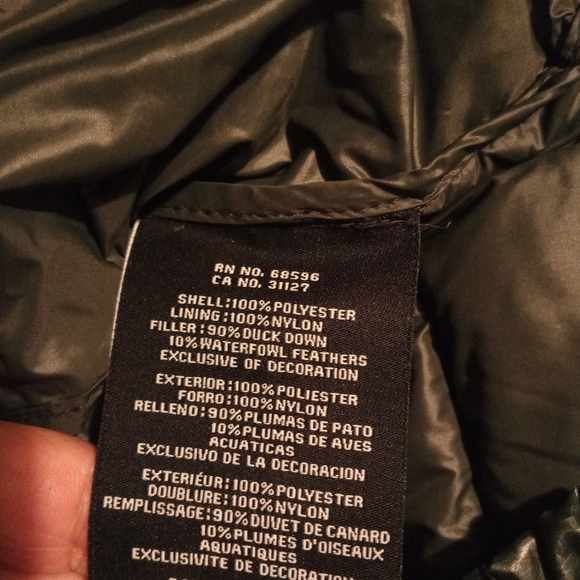 RN NO. 68596
CA NO. 31127
SHELL:100%POLYESTER
LINING:100%NYLON
FILLER:90%DUCK DOWN
10%WATERFOWL FEATHERS
EXCLUSIVE OF DECORATION
EXTERIOR:100%POLIESTER
FORRO:100%NYLON
RELLENO:90%PLUMAS DE PATO
10%PLUMAS DE AVES
ACUATICAS
EXCLUSIVO DE LA DECORACION
EXTERIÉUR:100%POLYESTER
DOUBLURE:100%NYLON
REMPLISSAGE:90%DUVET DE CANARD
10%PLUMES D'OISEAUX
AQUATIQUES
EXCLUSIVITE DE DECORATION